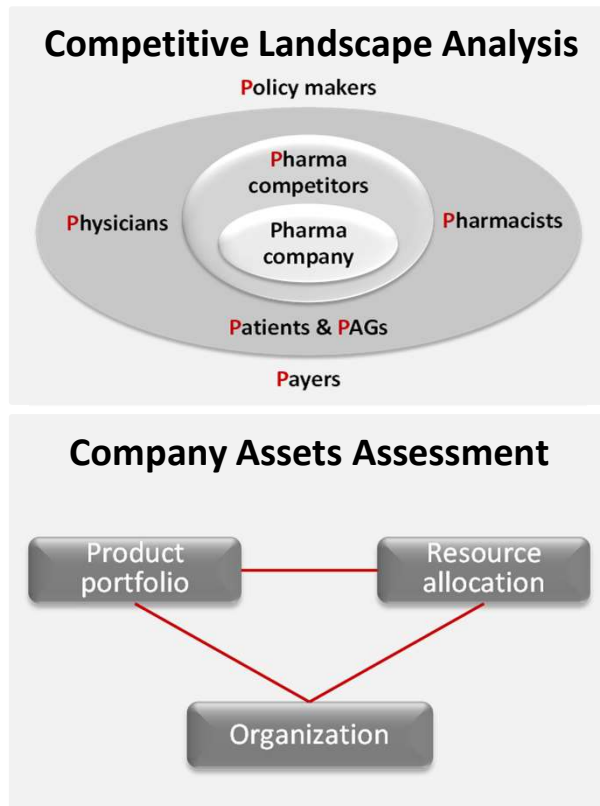 Competitive Landscape Analysis
Policy makers
Pharma
competitors
Physicians
Pharmacists
Pharma
company
Patients & PAGs
Payers
Company Assets Assessment
Product
portfolio
Resource
allocation
Organization